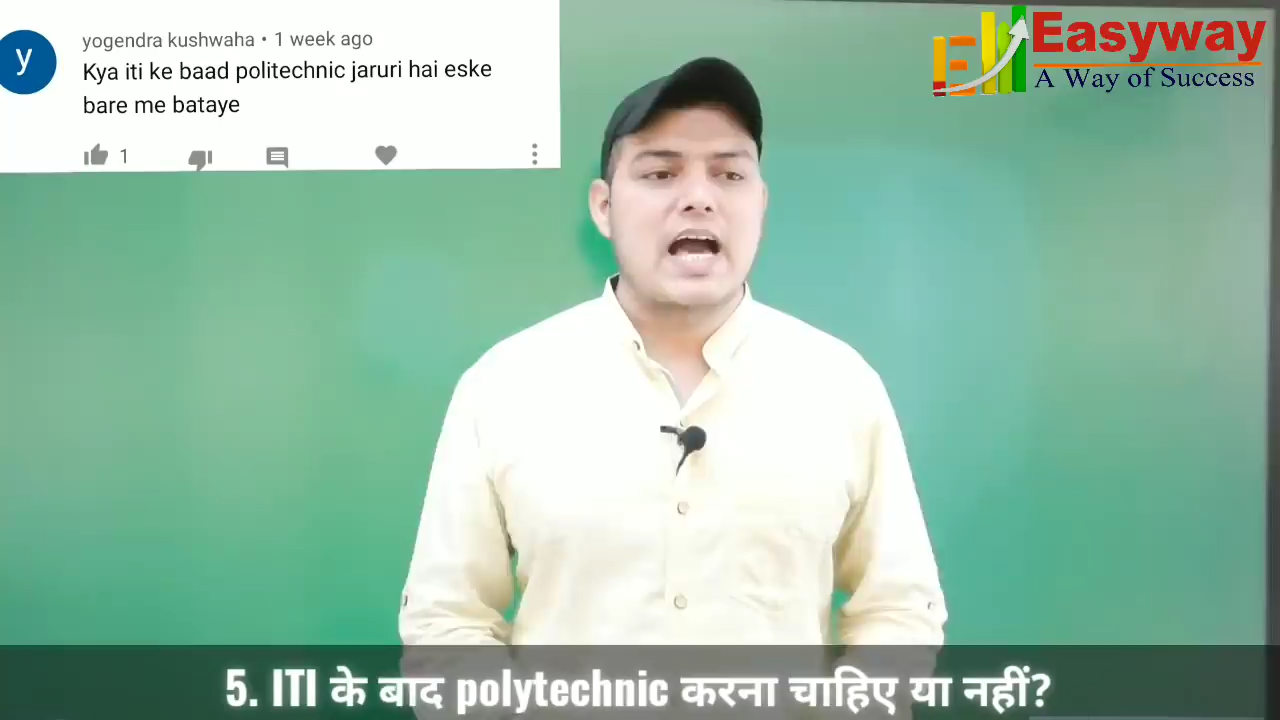 y
yogendra kushwaha • 1 week ago
Kya iti ke baad politechnic jaruri hai eske
bare me bataye
1
Easyway
A Way of Success
5. ITI के बाद polytechnic करना चाहिए या नहीं?